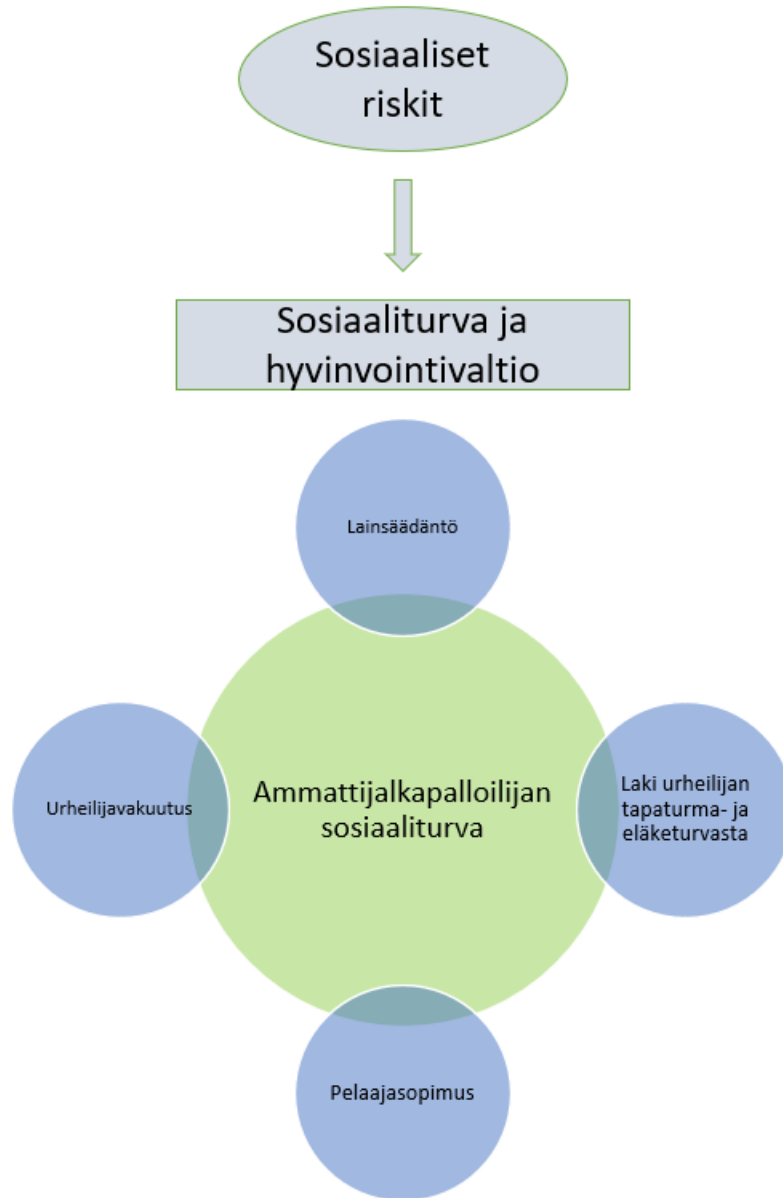 Sosiaaliset
riskit
Sosiaaliturva ja
hyvinvointivaltio
Lainsäädäntö
Urheilijavakuutus
Ammattijalkapalloilijan
sosiaaliturva
Laki urheilijan
tapaturma- ja
eläketurvasta
Pelaajasopimus